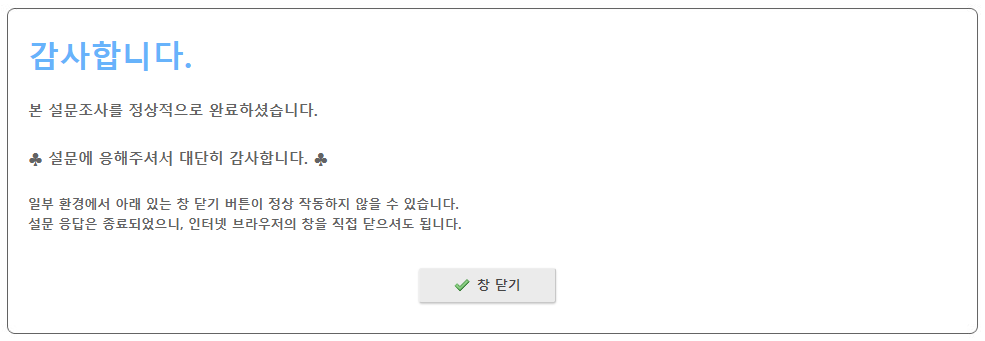 감사합니다.
본 설문조사를 정상적으로 완료하셨습니다.
♣ 설문에 응해주셔서 대단히 감사합니다. ♣
일부 환경에서 아래 있는 창 닫기 버튼이 정상 작동하지 않을 수 있습니다.
설문 응답은 종료되었으니, 인터넷 브라우저의 창을 직접 닫으셔도 됩니다.
창 닫기